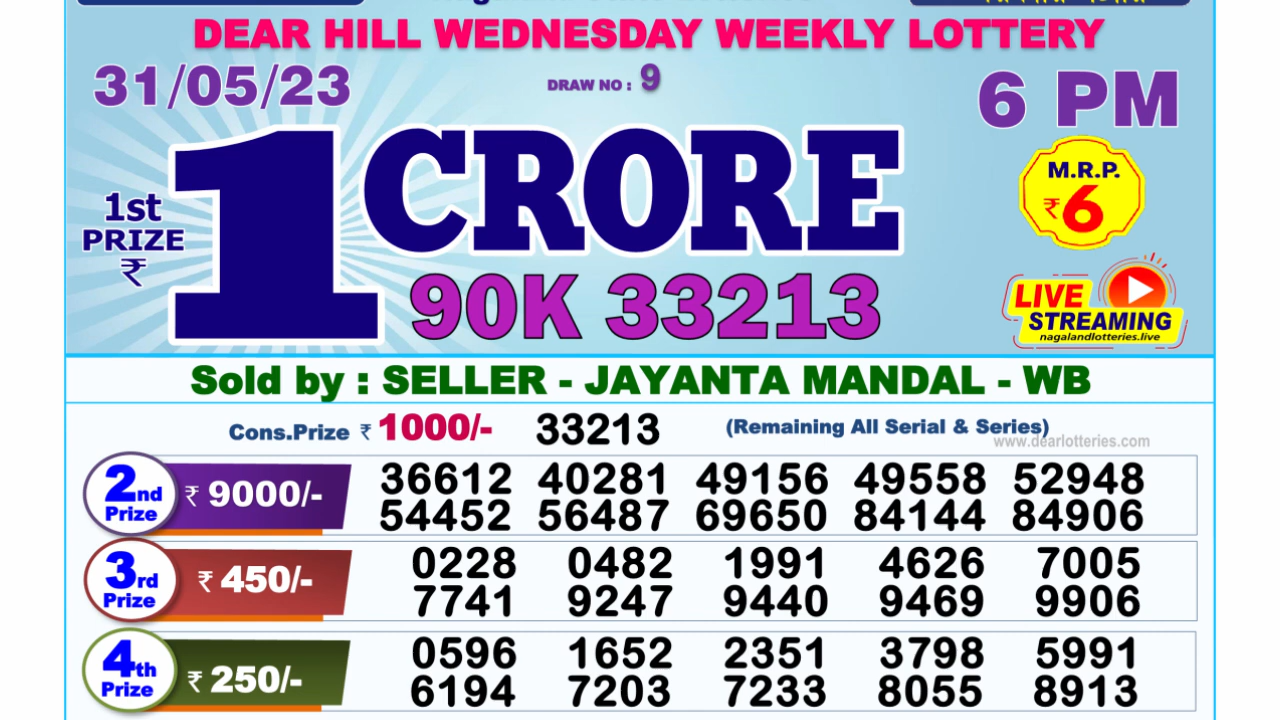 DEAR HILL WEDNESDAY WEEKLY LOTTERY
31/05/23 DRAW NO : 9 6 PM
1st PRIZE ₹ 1 CRORE
90K 33213
M.R.P. ₹6
LIVE STREAMING
nagalandlotteries.live
Sold by : SELLER - JAYANTA MANDAL - WB
Cons.Prize ₹ 1000/- 33213 (Remaining All Serial & Series)
www.dearlotteries.com
2nd Prize ₹ 9000/- 36612 40281 49156 49558 52948
54452 56487 69650 84144 84906
3rd Prize ₹ 450/- 0228 0482 1991 4626 7005
7741 9247 9440 9469 9906
4th Prize ₹ 250/- 0596 1652 2351 3798 5991
6194 7203 7233 8055 8913